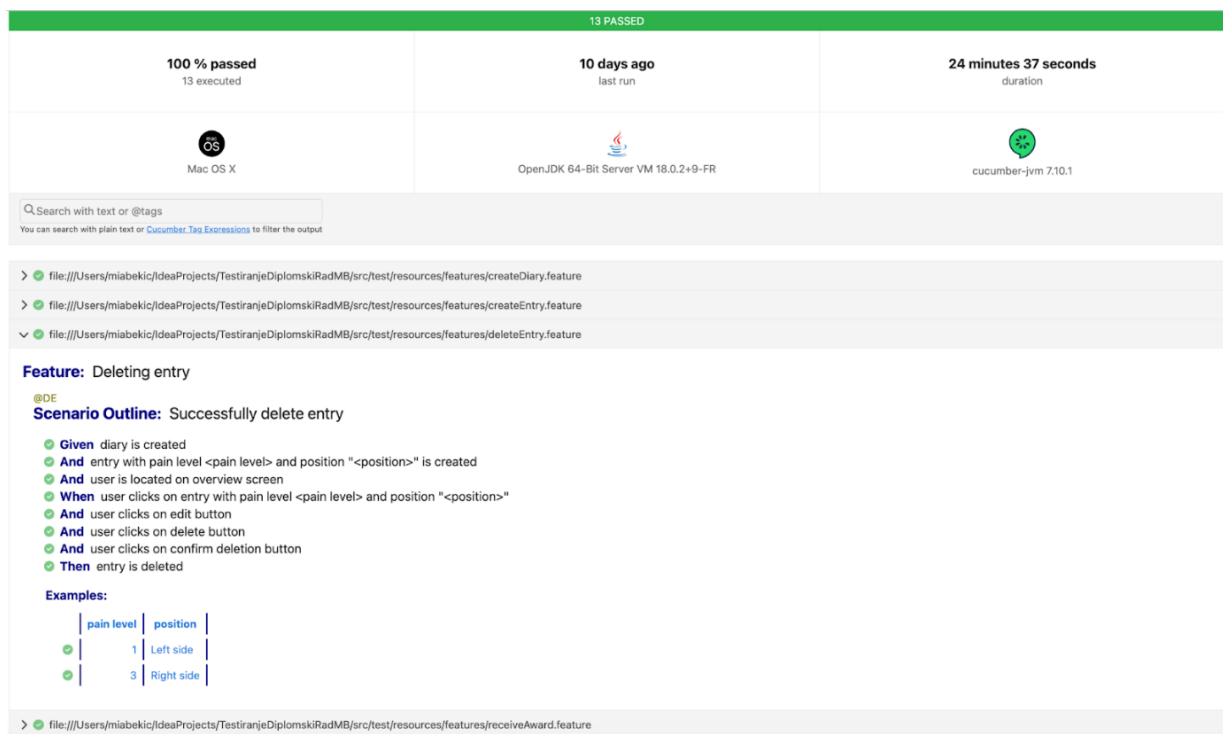 13 PASSED
100 % passed
13 executed
10 days ago
last run
24 minutes 37 seconds
duration
mac
OS
Mac OS X
OpenJDK 64-Bit Server VM 18.0.2+9-FR
cucumber-jvm 7.10.1
Search with text or @tags
You can search with plain text or Cucumber Tag Expressions to filter the output
file:///Users/miabekic/IdeaProjects/TestiranjeDiplomskiRadMB/src/test/resources/features/createDiary.feature
file:///Users/miabekic/IdeaProjects/TestiranjeDiplomskiRadMB/src/test/resources/features/createEntry.feature
file:///Users/miabekic/IdeaProjects/TestiranjeDiplomskiRadMB/src/test/resources/features/deleteEntry.feature
Feature: Deleting entry
@DE
Scenario Outline: Successfully delete entry
Given diary is created
And entry with pain level <pain level> and position "<position>" is created
And user is located on overview screen
When user clicks on entry with pain level <pain level> and position "<position>"
And user clicks on edit button
And user clicks on delete button
And user clicks on confirm deletion button
Then entry is deleted
Examples:
pain level position
1 Left side
3 Right side
file:///Users/miabekic/IdeaProjects/TestiranjeDiplomskiRadMB/src/test/resources/features/receiveAward.feature